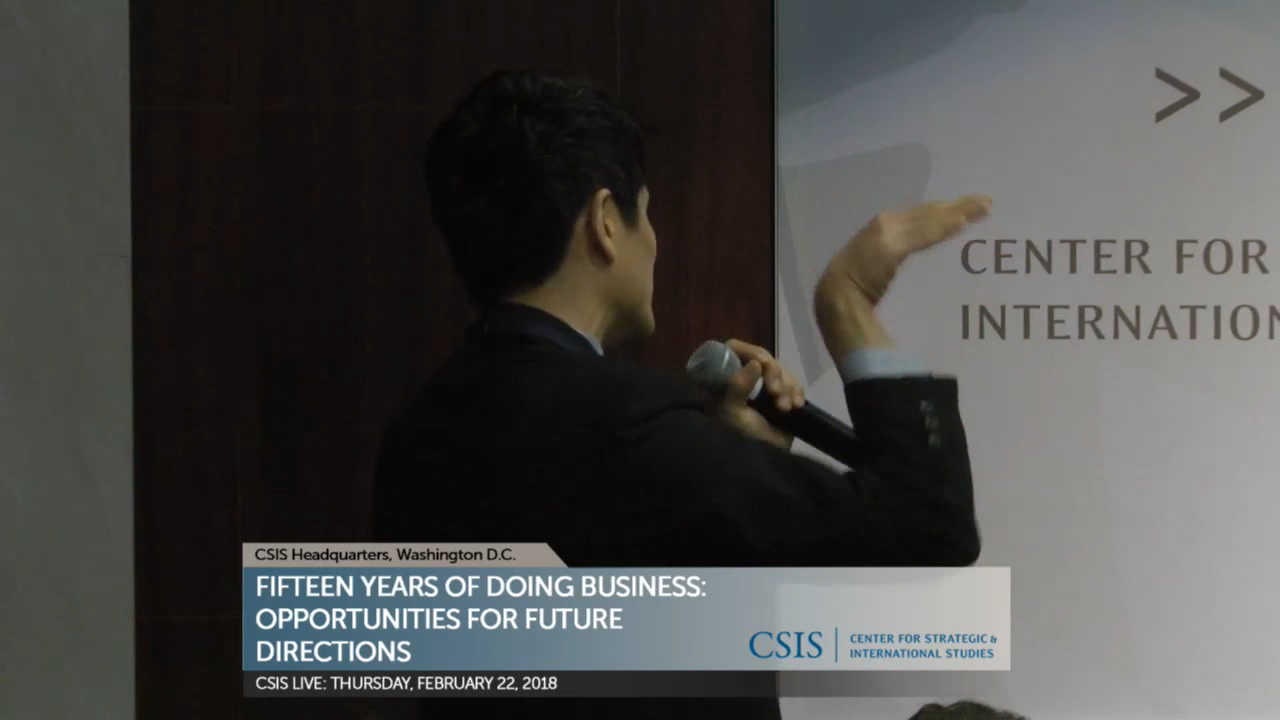 >>
CENTER FOR
INTERNATION
CSIS Headquarters, Washington D.C.
FIFTEEN YEARS OF DOING BUSINESS:
OPPORTUNITIES FOR FUTURE
DIRECTIONS
CSIS
CENTER FOR STRATEGIC &
INTERNATIONAL STUDIES
CSIS LIVE: THURSDAY, FEBRUARY 22, 2018